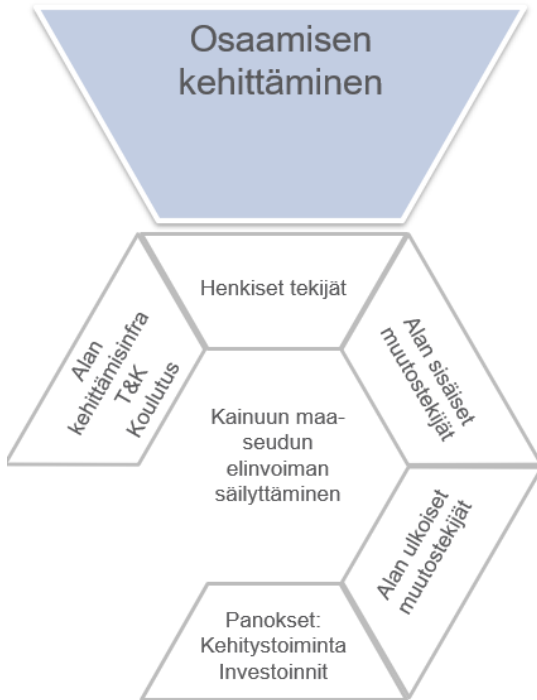 Osaamisen
kehittäminen
Henkiset tekijät
Alan
kehittämisinfra
T&K
Koulutus
Alan sisäiset
muutostekijät
Kainuun maa-
seudun
elinvoiman
säilyttäminen
Alan ulkoiset
muutostekijät
Panokset:
Kehitystoiminta
Investoinnit